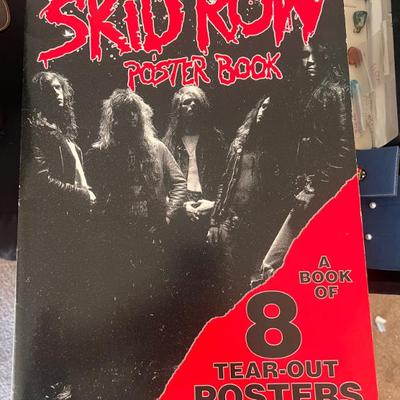 SKID ROW
POSTER BOOK
A
BOOK
OF
8
TEAR-OUT
POSTERS